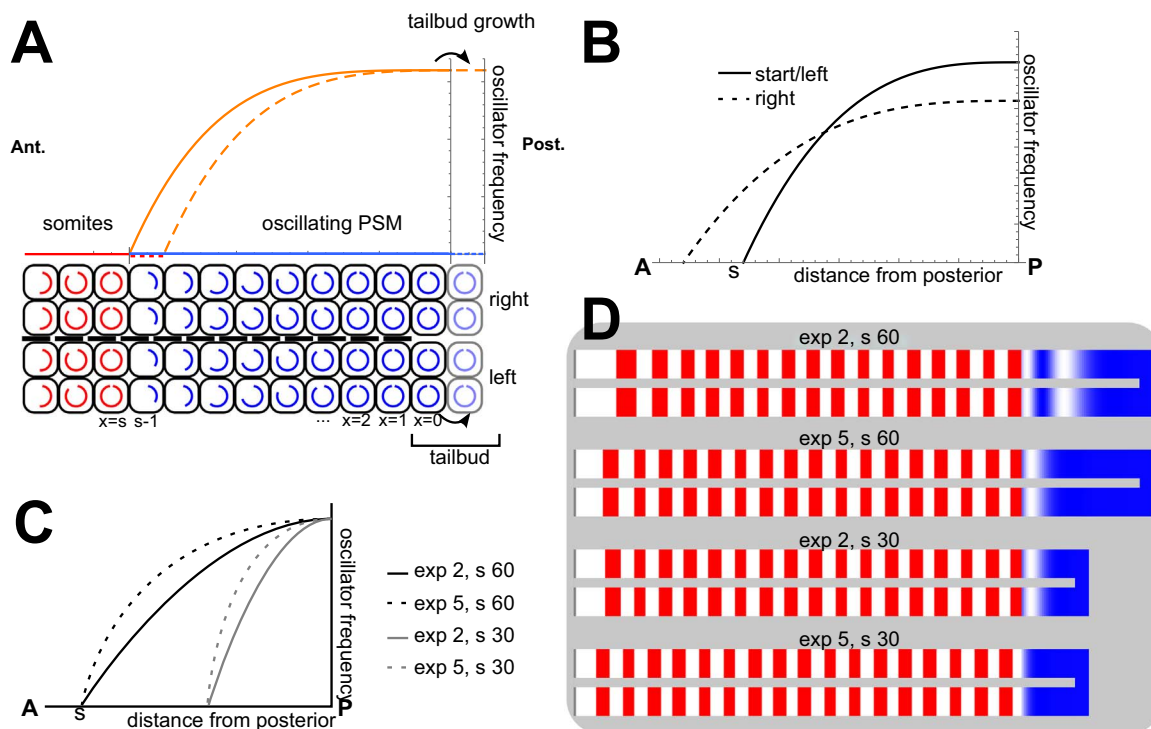 A
tailbud growth
Ant.
Post.
oscillator frequency
somites
oscillating PSM
right
left
x=s s-1 ... x=2 x=1 x=0
tailbud
B
start/left
right
oscillator frequency
A
s
distance from posterior
P
C
oscillator frequency
exp 2, s 60
exp 5, s 60
exp 2, s 30
exp 5, s 30
A
s
distance from posterior
P
D
exp 2, s 60
exp 5, s 60
exp 2, s 30
exp 5, s 30